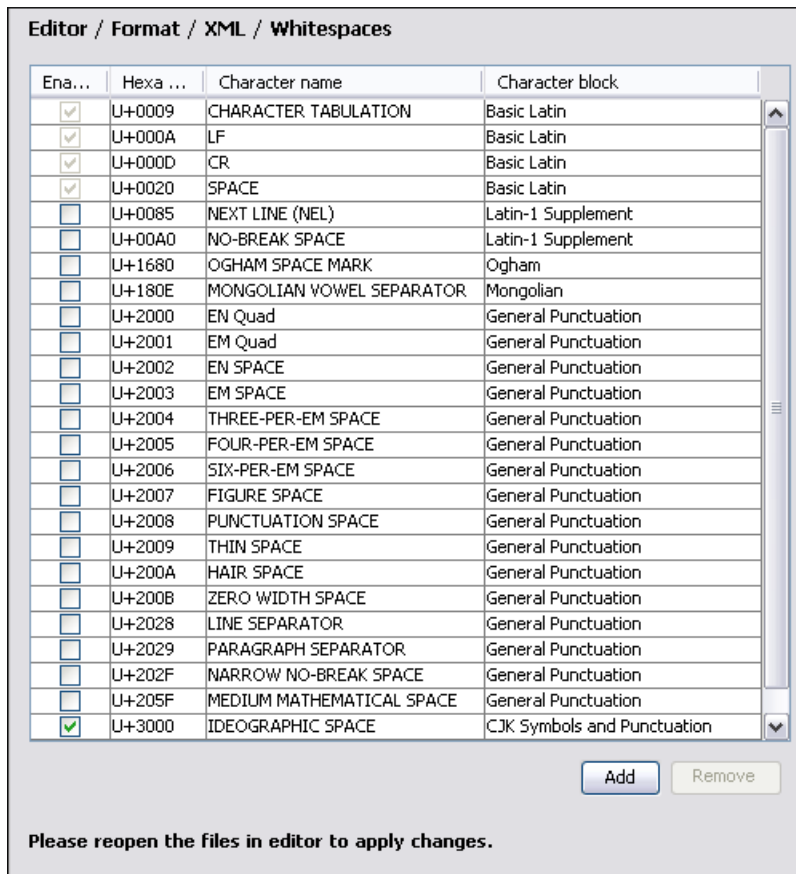 Editor / Format / XML / Whitespaces
Ena... Hexa ... Character name Character block
U+0009 CHARACTER TABULATION Basic Latin
U+000A LF Basic Latin
U+000D CR Basic Latin
U+0020 SPACE Basic Latin
U+0085 NEXT LINE (NEL) Latin-1 Supplement
U+00A0 NO-BREAK SPACE Latin-1 Supplement
U+1680 OGHAM SPACE MARK Ogham
U+180E MONGOLIAN VOWEL SEPARATOR Mongolian
U+2000 EN Quad General Punctuation
U+2001 EM Quad General Punctuation
U+2002 EN SPACE General Punctuation
U+2003 EM SPACE General Punctuation
U+2004 THREE-PER-EM SPACE General Punctuation
U+2005 FOUR-PER-EM SPACE General Punctuation
U+2006 SIX-PER-EM SPACE General Punctuation
U+2007 FIGURE SPACE General Punctuation
U+2008 PUNCTUATION SPACE General Punctuation
U+2009 THIN SPACE General Punctuation
U+200A HAIR SPACE General Punctuation
U+200B ZERO WIDTH SPACE General Punctuation
U+2028 LINE SEPARATOR General Punctuation
U+2029 PARAGRAPH SEPARATOR General Punctuation
U+202F NARROW NO-BREAK SPACE General Punctuation
U+205F MEDIUM MATHEMATICAL SPACE General Punctuation
U+3000 IDEOGRAPHIC SPACE CJK Symbols and Punctuation
Add Remove
Please reopen the files in editor to apply changes.